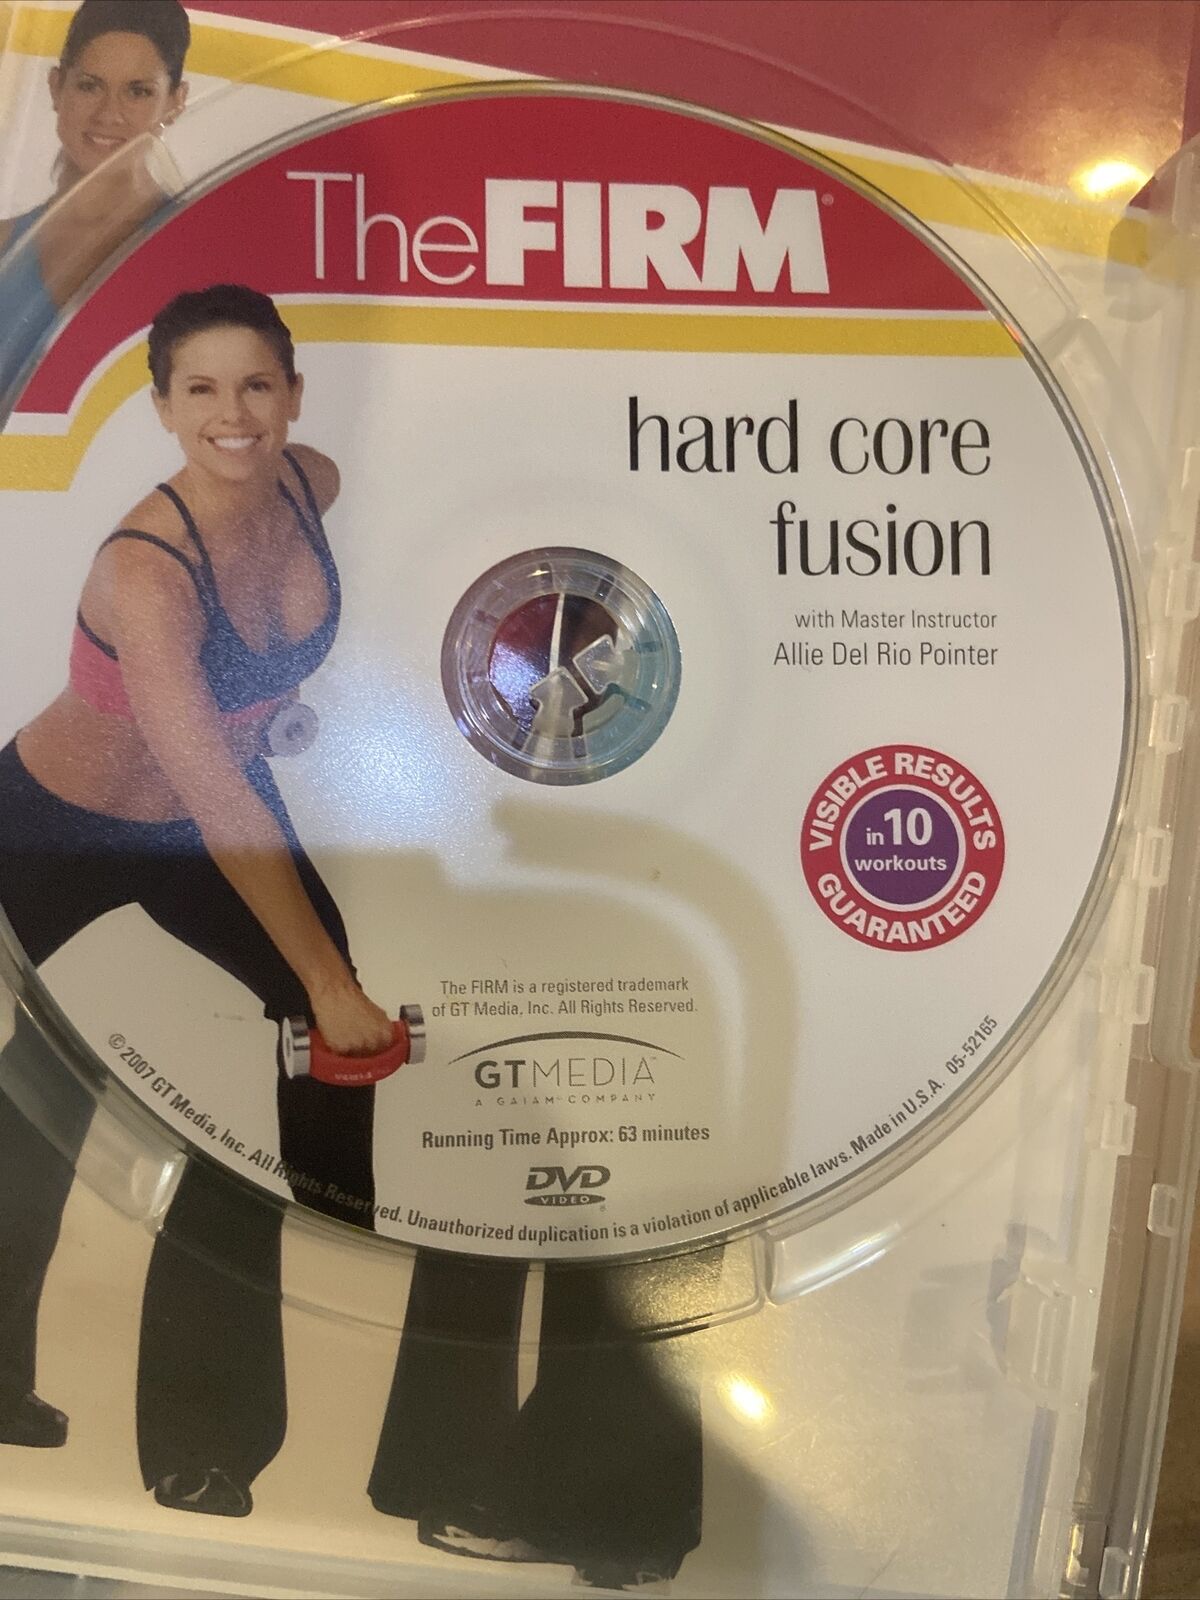 The FIRM®
hard core
fusion
with Master Instructor
Allie Del Rio Pointer
VISIBLE RESULTS
in 10
workouts
GUARANTEED
The FIRM is a registered trademark
of GT Media, Inc. All Rights Reserved.
GTMEDIA™
A GAIAM COMPANY
Running Time Approx: 63 minutes
DVD
VIDEO
©2007 GT Media, Inc. All Rights Reserved. Unauthorized duplication is a violation of applicable laws. Made in U.S.A. 05-52165